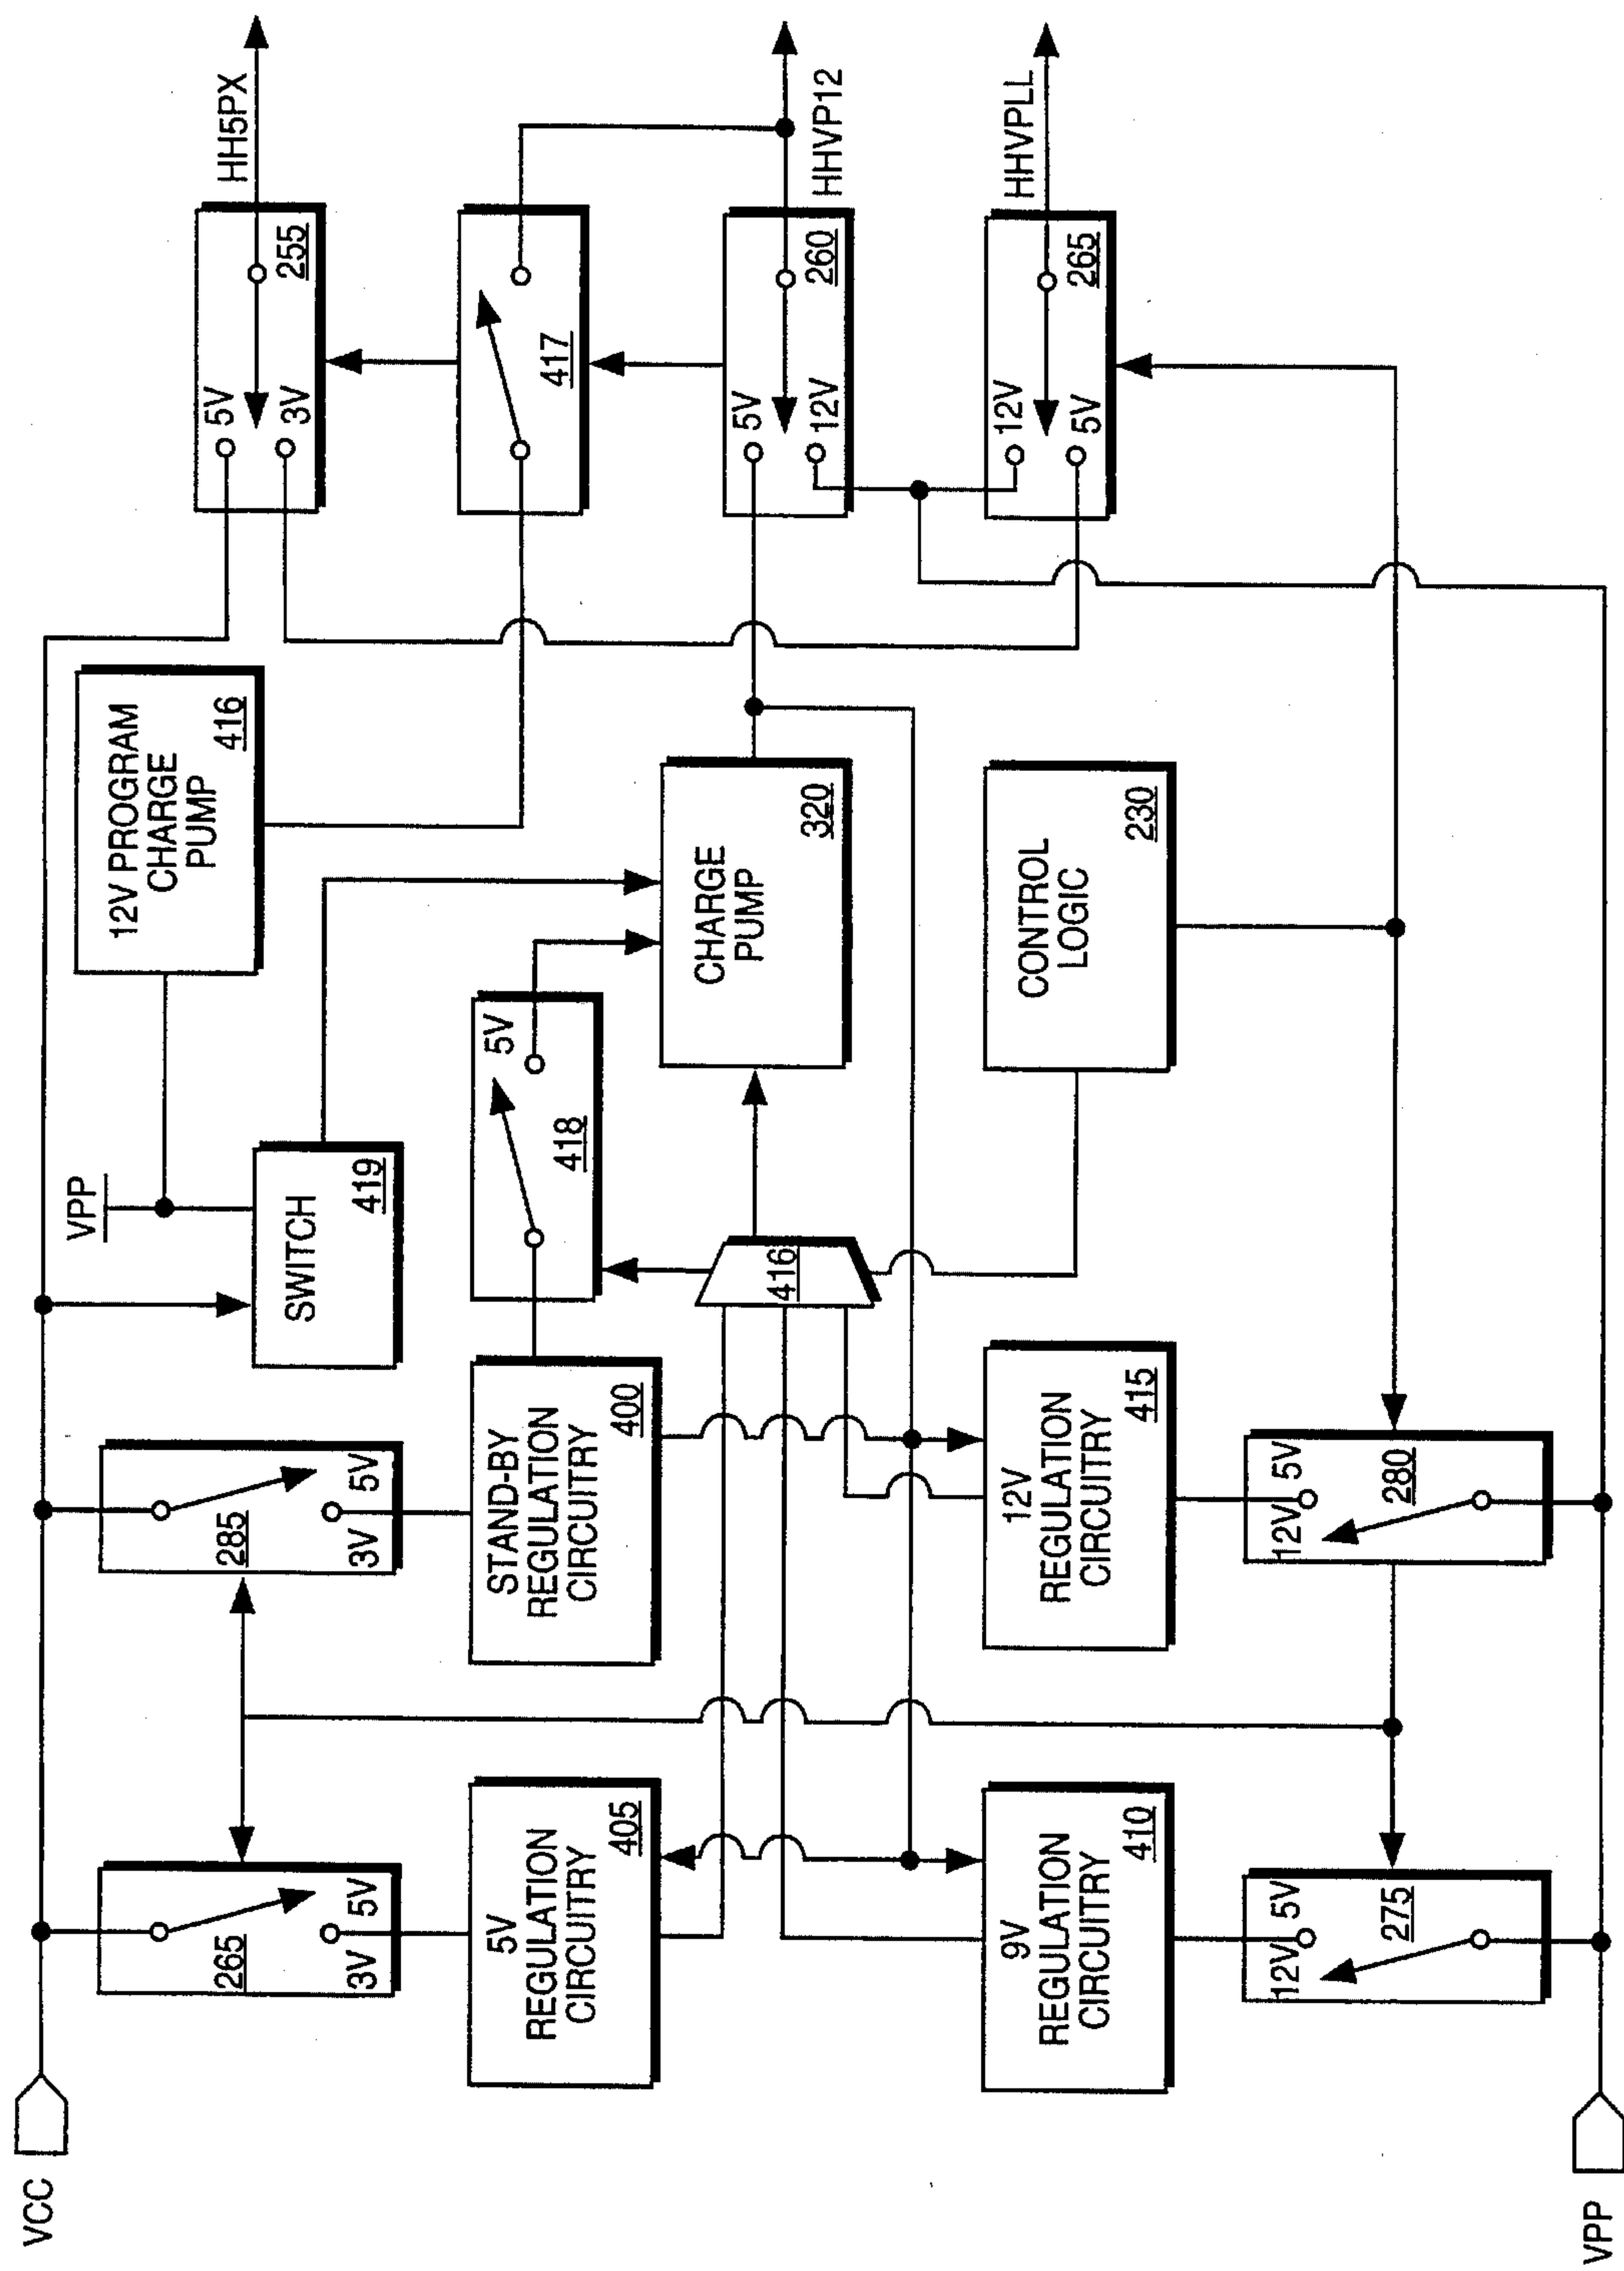 VCC
265
3V 5V
285
3V 5V
SWITCH
419
VPP
12V PROGRAM
CHARGE
PUMP
416
5V
3V
255
HH5PX
5V
REGULATION
CIRCUITRY
405
STAND-BY
REGULATION
CIRCUITRY
400
418
5V
417
416
CHARGE
PUMP
320
5V
12V
260
HHVP12
9V
REGULATION
CIRCUITRY
410
12V
REGULATION
CIRCUITRY
415
CONTROL
LOGIC
230
12V
5V
265
HHVPLL
12V 5V
275
12V 5V
280
VPP